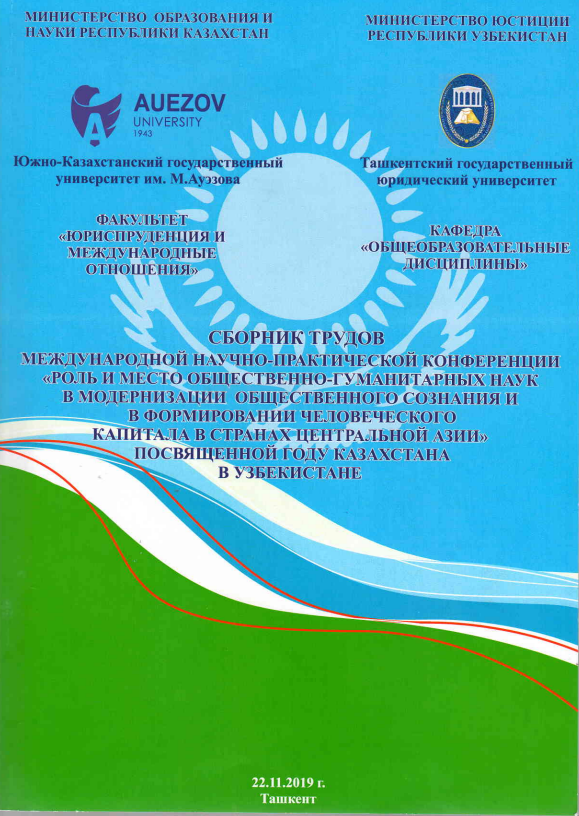 МИНИСТЕРСТВО ОБРАЗОВАНИЯ И
НАУКИ РЕСПУБЛИКИ КАЗАХСТАН
МИНИСТЕРСТВО ЮСТИЦИИ
РЕСПУБЛИКИ УЗБЕКИСТАН
AUEZOV
UNIVERSITY
1943
Южно-Казахстанский государственный
университет им. М.Ауэзова
Ташкентский государственный
юридический университет
ФАКУЛЬТЕТ
«ЮРИСПРУДЕНЦИЯ И
МЕЖДУНАРОДНЫЕ
ОТНОШЕНИЯ»
КАФЕДРА
«ОБЩЕОБРАЗОВАТЕЛЬНЫЕ
ДИСЦИПЛИНЫ»
СБОРНИК ТРУДОВ
МЕЖДУНАРОДНОЙ НАУЧНО-ПРАКТИЧЕСКОЙ КОНФЕРЕНЦИИ
«РОЛЬ И МЕСТО ОБЩЕСТВЕННО-ГУМАНИТАРНЫХ НАУК
В МОДЕРНИЗАЦИИ ОБЩЕСТВЕННОГО СОЗНАНИЯ И
В ФОРМИРОВАНИИ ЧЕЛОВЕЧЕСКОГО
КАПИТАЛА В СТРАНАХ ЦЕНТРАЛЬНОЙ АЗИИ»
ПОСВЯЩЕННОЙ ГОДУ КАЗАХСТАНА
В УЗБЕКИСТАНЕ
22.11.2019 г.
Ташкент